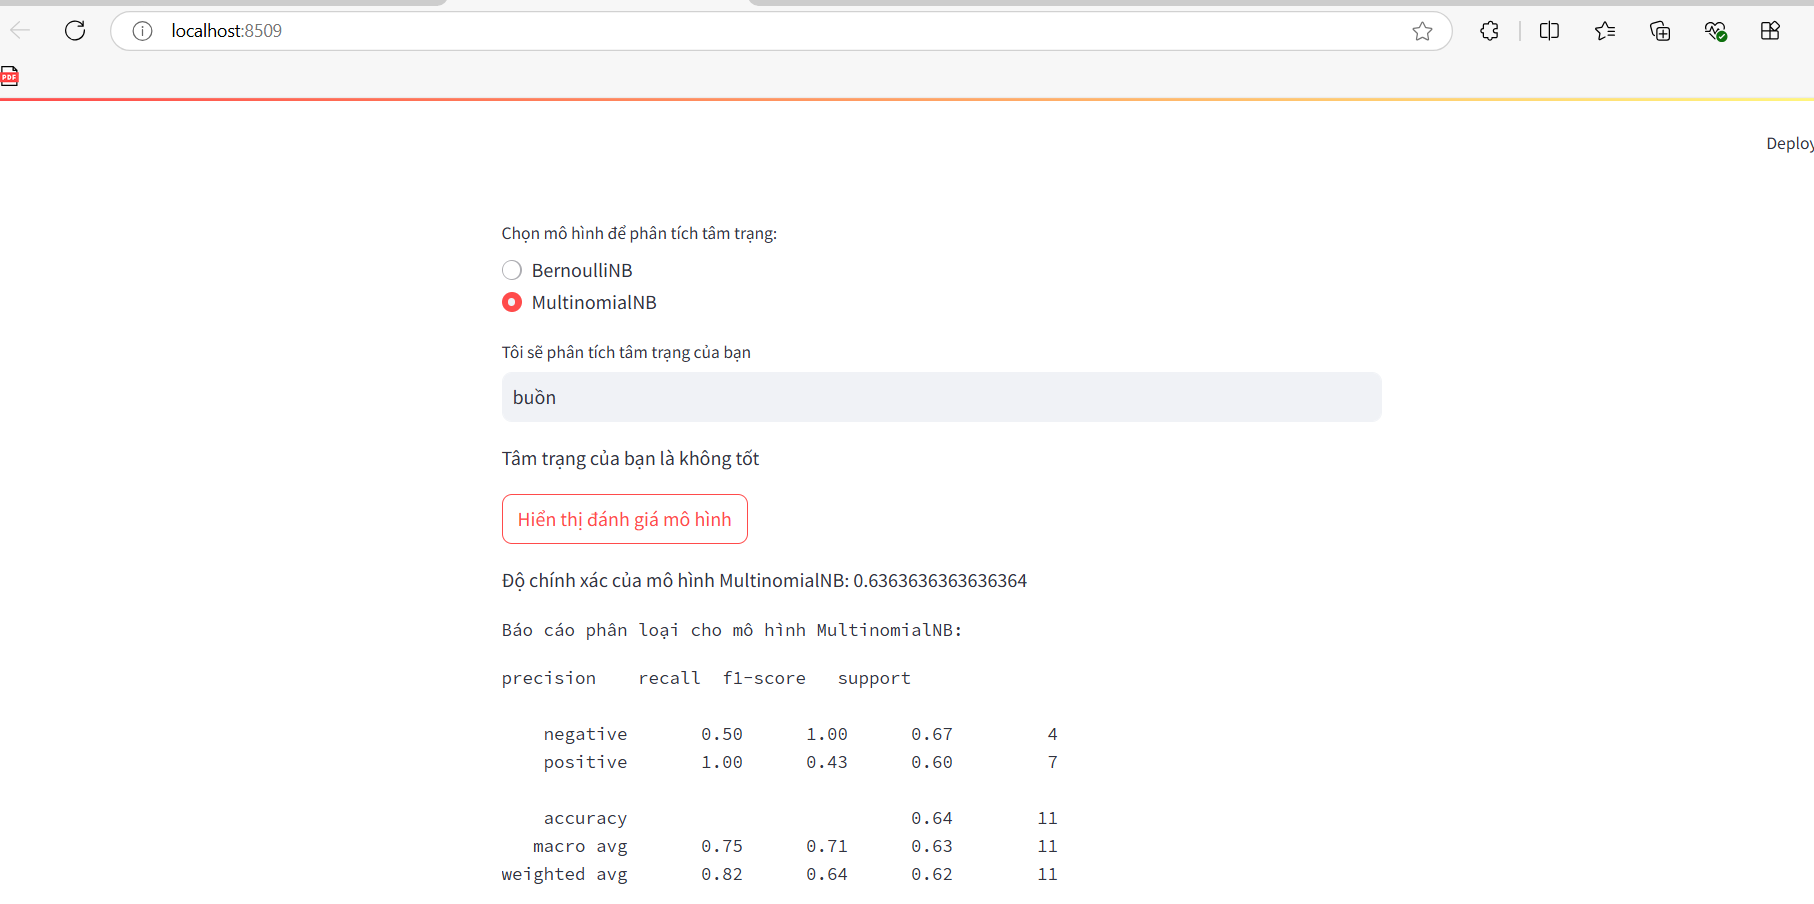 localhost:8509
PDF
Deploy
Chọn mô hình để phân tích tâm trạng:
BernoulliNB
MultinomialNB
Tôi sẽ phân tích tâm trạng của bạn
buồn
Tâm trạng của bạn là không tốt
Hiển thị đánh giá mô hình
Độ chính xác của mô hình MultinomialNB: 0.6363636363636364
Báo cáo phân loại cho mô hình MultinomialNB:
precision    recall  f1-score   support
negative       0.50      1.00      0.67         4
positive       1.00      0.43      0.60         7
accuracy                           0.64        11
macro avg       0.75      0.71      0.63        11
weighted avg       0.82      0.64      0.62        11